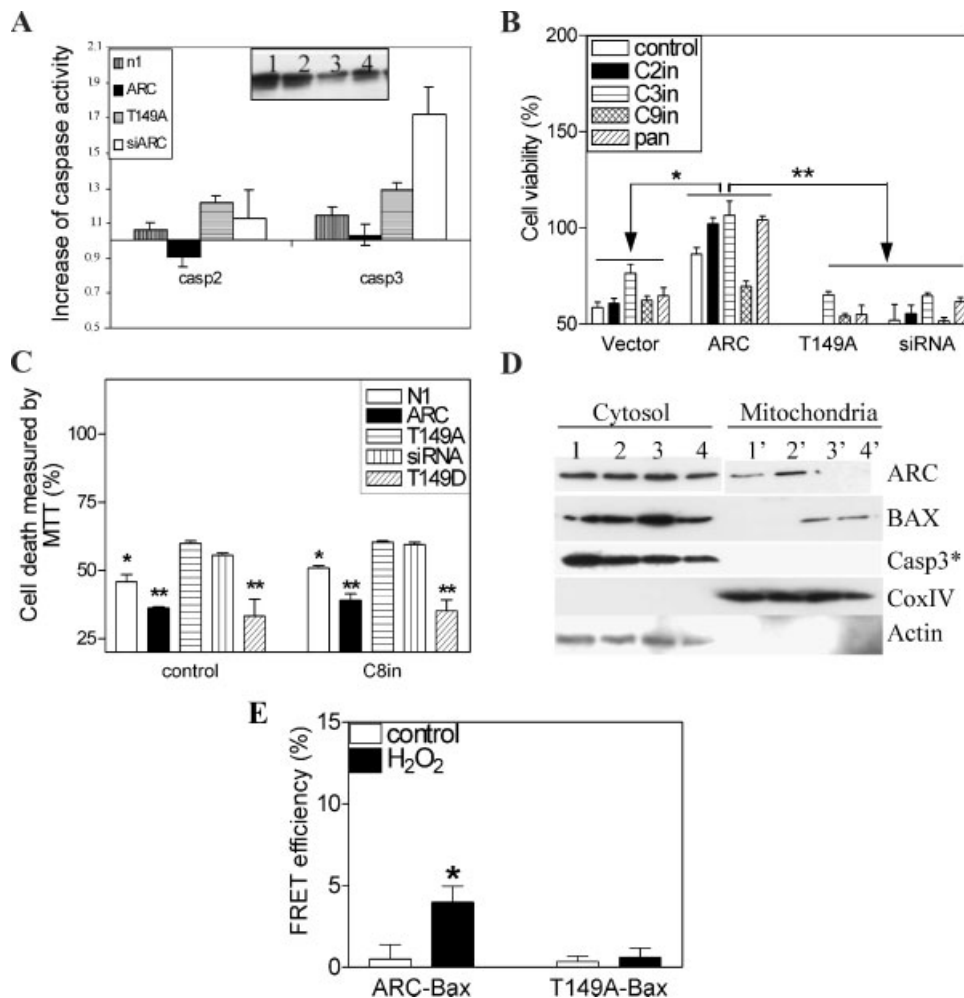 A
Increase of caspase activity
2.1
1.9
1.7
1.5
1.3
1.1
0.9
0.7
0.5
n1
ARC
T149A
siARC
1 2 3 4
casp2 casp3
B
Cell viability (%)
200
150
100
50
control
C2in
C3in
C9in
pan
* **
Vector ARC T149A siRNA
C
Cell death measured by
MTT (%)
100
75
50
25
N1
ARC
T149A
siRNA
T149D
* ** ** * ** **
control C8in
D
Cytosol Mitochondria
1 2 3 4 1' 2' 3' 4'
ARC
BAX
Casp3*
CoxIV
Actin
E
FRET efficiency (%)
15
10
5
0
control
H2O2
*
ARC-Bax T149A-Bax